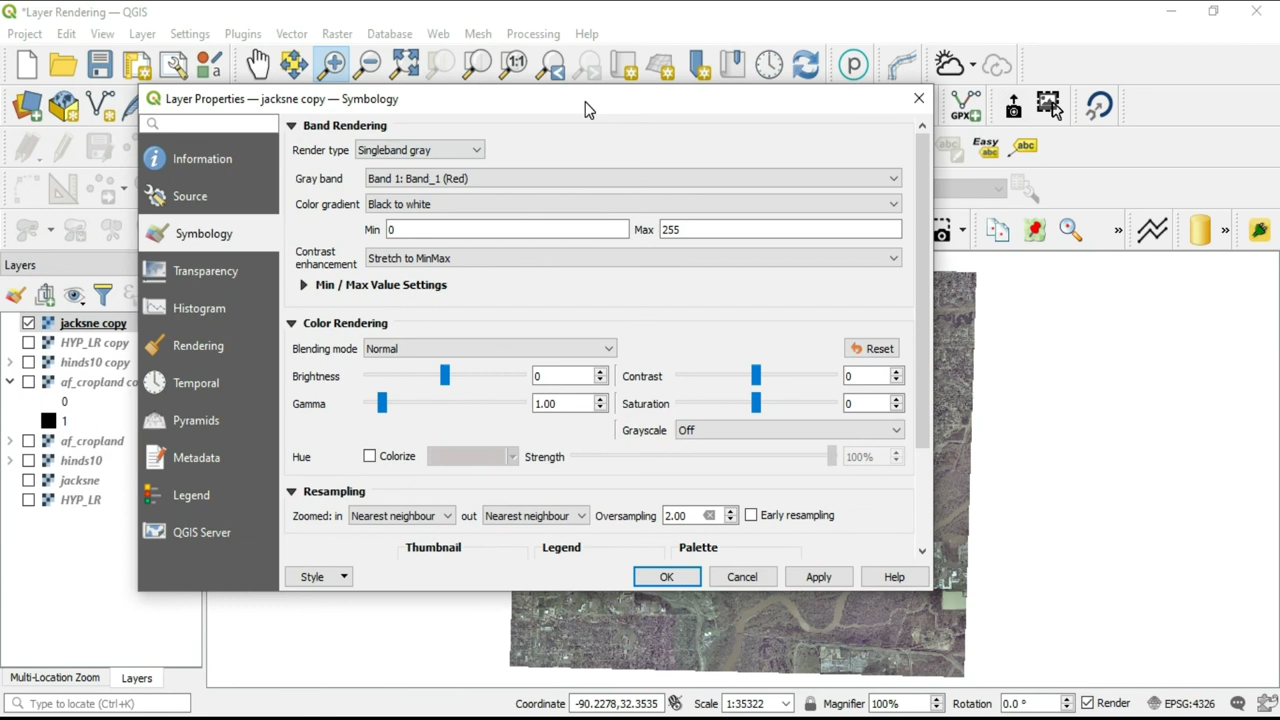 *Layer Rendering — QGIS
Project Edit View Layer Settings Plugins Vector Raster Database Web Mesh Processing Help
Layer Properties — jacksne copy — Symbology
Information
Source
Symbology
Transparency
Histogram
Rendering
Temporal
Pyramids
Metadata
Legend
QGIS Server
Band Rendering
Render type Singleband gray
Gray band Band 1: Band_1 (Red)
Color gradient Black to white
Min 0 Max 255
Contrast
enhancement Stretch to MinMax
Min / Max Value Settings
Color Rendering
Blending mode Normal Reset
Brightness 0 Contrast 0
Gamma 1.00 Saturation 0
Grayscale Off
Hue Colorize Strength 100%
Resampling
Zoomed: in Nearest neighbour out Nearest neighbour Oversampling 2.00 Early resampling
Thumbnail Legend Palette
Style OK Cancel Apply Help
1:1
P
GPX
abc Easy abc abc
» »
Layers
jacksne copy
HYP_LR copy
hinds10 copy
af_cropland co
0
1
af_cropland
hinds10
jacksne
HYP_LR
Multi-Location Zoom Layers
Type to locate (Ctrl+K) Coordinate -90.2278,32.3535 Scale 1:35322 Magnifier 100% Rotation 0.0 ° Render EPSG:4326